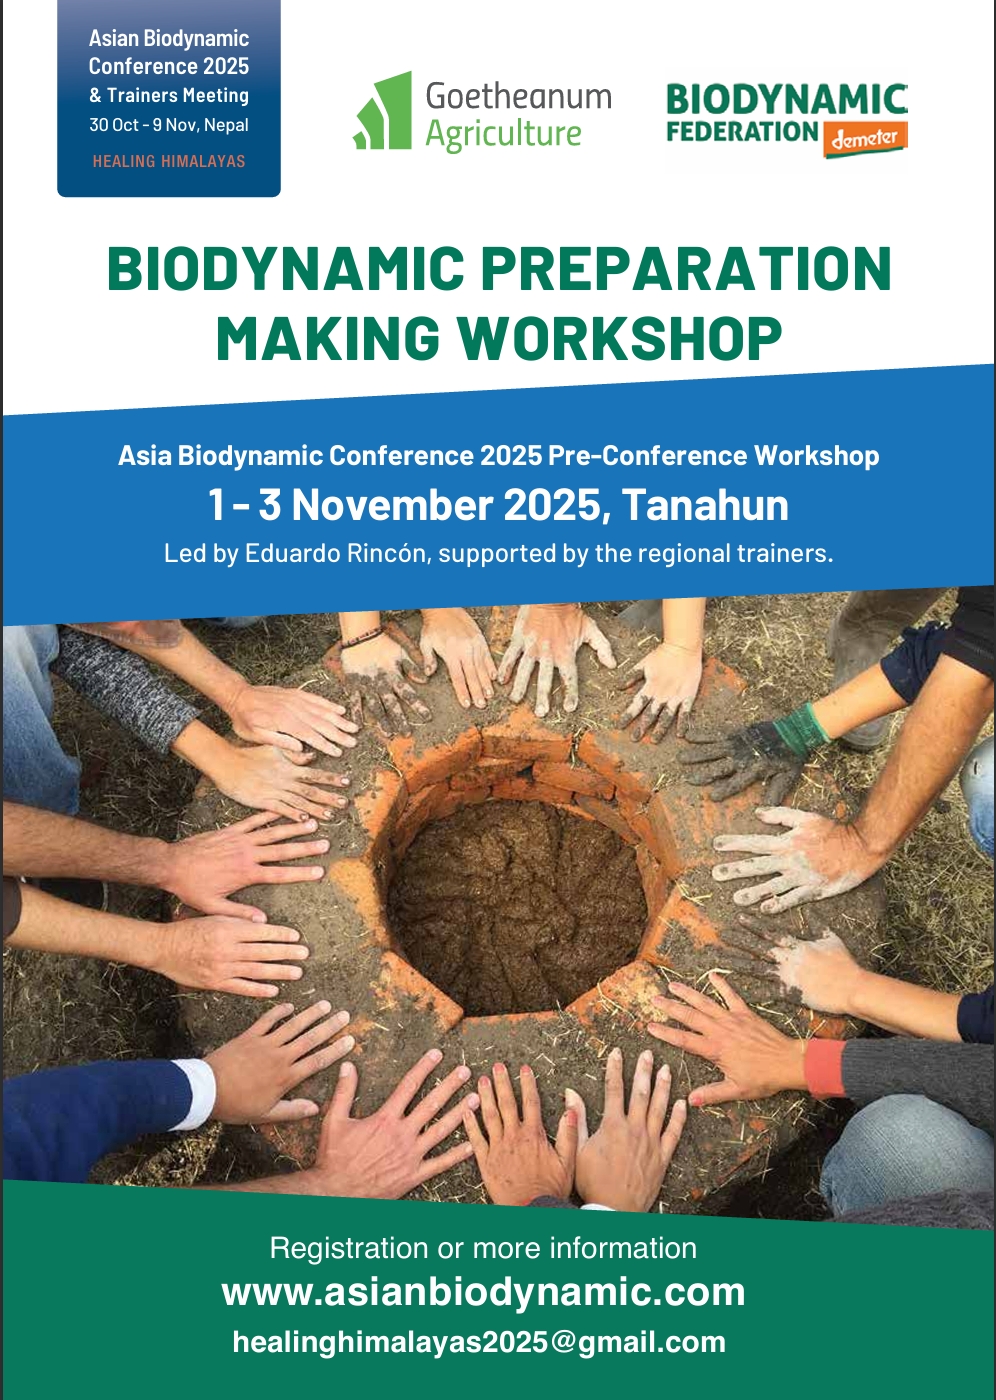 Asian Biodynamic
Conference 2025
& Trainers Meeting
30 Oct - 9 Nov, Nepal
HEALING HIMALAYAS
Goetheanum
Agriculture
BIODYNAMIC
FEDERATION
demeter
BIODYNAMIC PREPARATION
MAKING WORKSHOP
Asia Biodynamic Conference 2025 Pre-Conference Workshop
1 - 3 November 2025, Tanahun
Led by Eduardo Rincón, supported by the regional trainers.
Registration or more information
www.asianbiodynamic.com
healinghimalayas2025@gmail.com